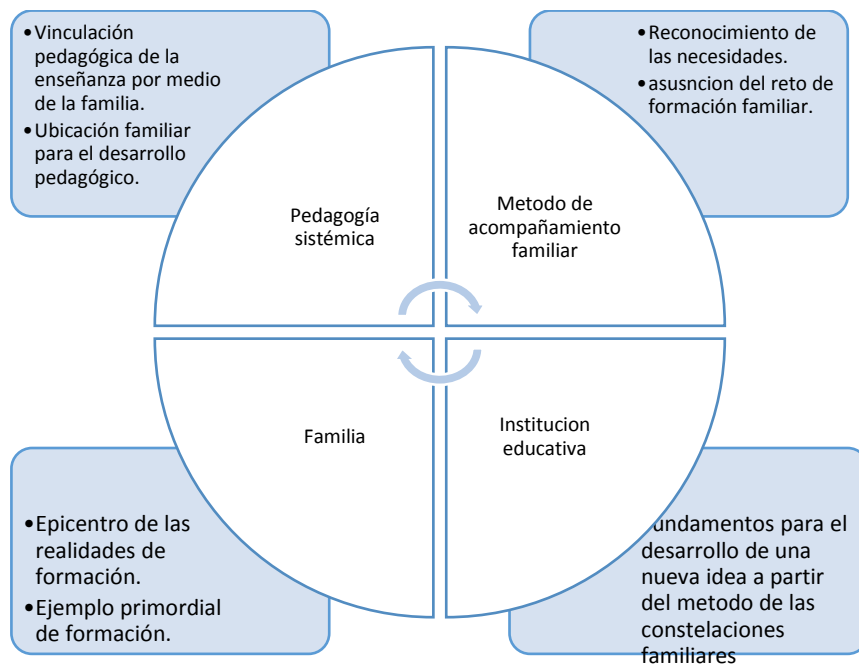 •Vinculación
pedagógica de la
enseñanza por medio
de la familia.
•Ubicación familiar
para el desarrollo
pedagógico.
•Reconocimiento de
las necesidades.
•asusncion del reto de
formación familiar.
Pedagogía
sistémica
Metodo de
acompañamiento
familiar
Familia
Institucion
educativa
•Epicentro de las
realidades de
formación.
•Ejemplo primordial
de formación.
undamentos para el
desarrollo de una
nueva idea a partir
del metodo de las
constelaciones
familiares